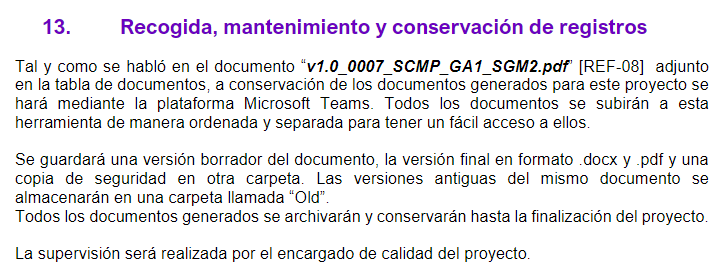 13. Recogida, mantenimiento y conservación de registros
Tal y como se habló en el documento “v1.0_0007_SCMP_GA1_SGM2.pdf” [REF-08] adjunto
en la tabla de documentos, a conservación de los documentos generados para este proyecto se
hará mediante la plataforma Microsoft Teams. Todos los documentos se subirán a esta
herramienta de manera ordenada y separada para tener un fácil acceso a ellos.
Se guardará una versión borrador del documento, la versión final en formato .docx y .pdf y una
copia de seguridad en otra carpeta. Las versiones antiguas del mismo documento se
almacenarán en una carpeta llamada “Old”.
Todos los documentos generados se archivarán y conservarán hasta la finalización del proyecto.
La supervisión será realizada por el encargado de calidad del proyecto.